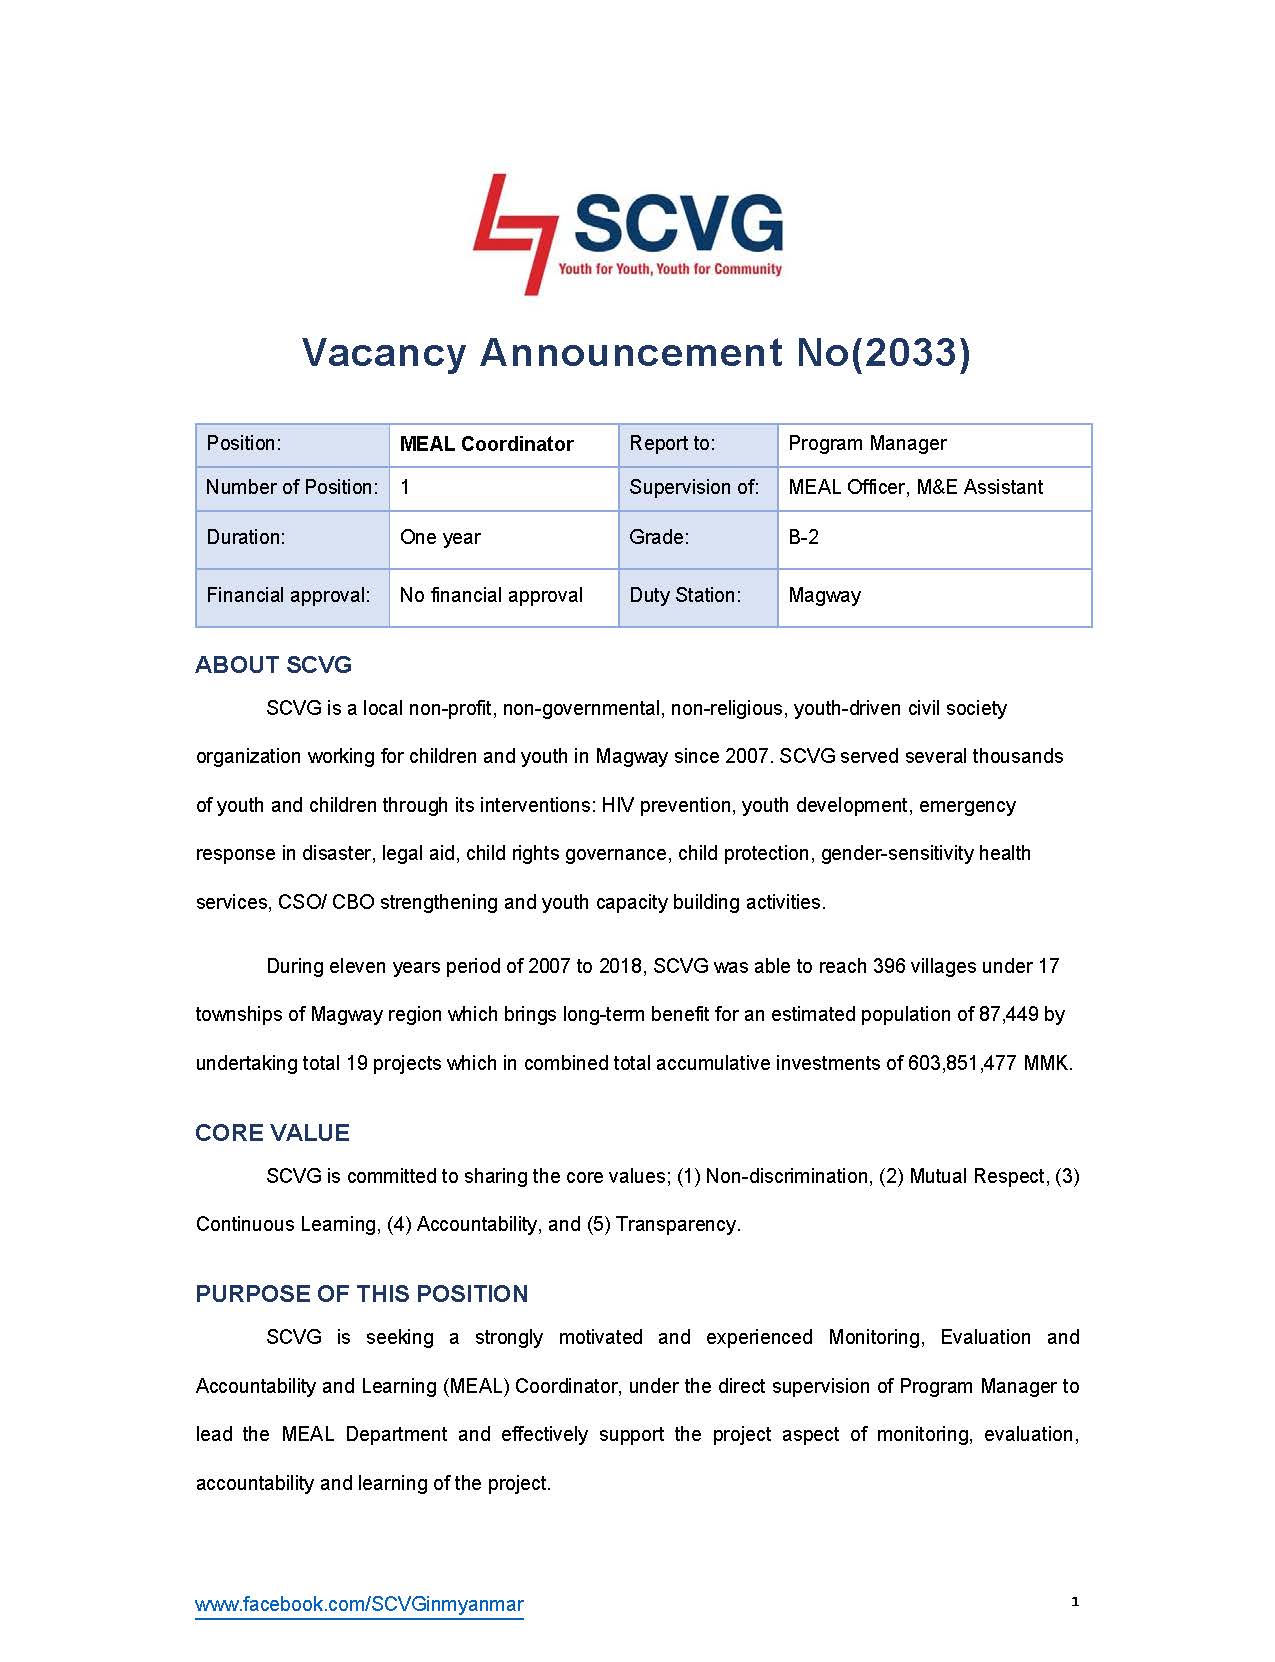 SCVG
Youth for Youth, Youth for Community
Vacancy Announcement No(2033)
Position: MEAL Coordinator Report to: Program Manager
Number of Position: 1 Supervision of: MEAL Officer, M&E Assistant
Duration: One year Grade: B-2
Financial approval: No financial approval Duty Station: Magway
ABOUT SCVG
SCVG is a local non-profit, non-governmental, non-religious, youth-driven civil society
organization working for children and youth in Magway since 2007. SCVG served several thousands
of youth and children through its interventions: HIV prevention, youth development, emergency
response in disaster, legal aid, child rights governance, child protection, gender-sensitivity health
services, CSO/ CBO strengthening and youth capacity building activities.
During eleven years period of 2007 to 2018, SCVG was able to reach 396 villages under 17
townships of Magway region which brings long-term benefit for an estimated population of 87,449 by
undertaking total 19 projects which in combined total accumulative investments of 603,851,477 MMK.
CORE VALUE
SCVG is committed to sharing the core values; (1) Non-discrimination, (2) Mutual Respect, (3)
Continuous Learning, (4) Accountability, and (5) Transparency.
PURPOSE OF THIS POSITION
SCVG is seeking a strongly motivated and experienced Monitoring, Evaluation and
Accountability and Learning (MEAL) Coordinator, under the direct supervision of Program Manager to
lead the MEAL Department and effectively support the project aspect of monitoring, evaluation,
accountability and learning of the project.
www.facebook.com/SCVGinmyanmar 1